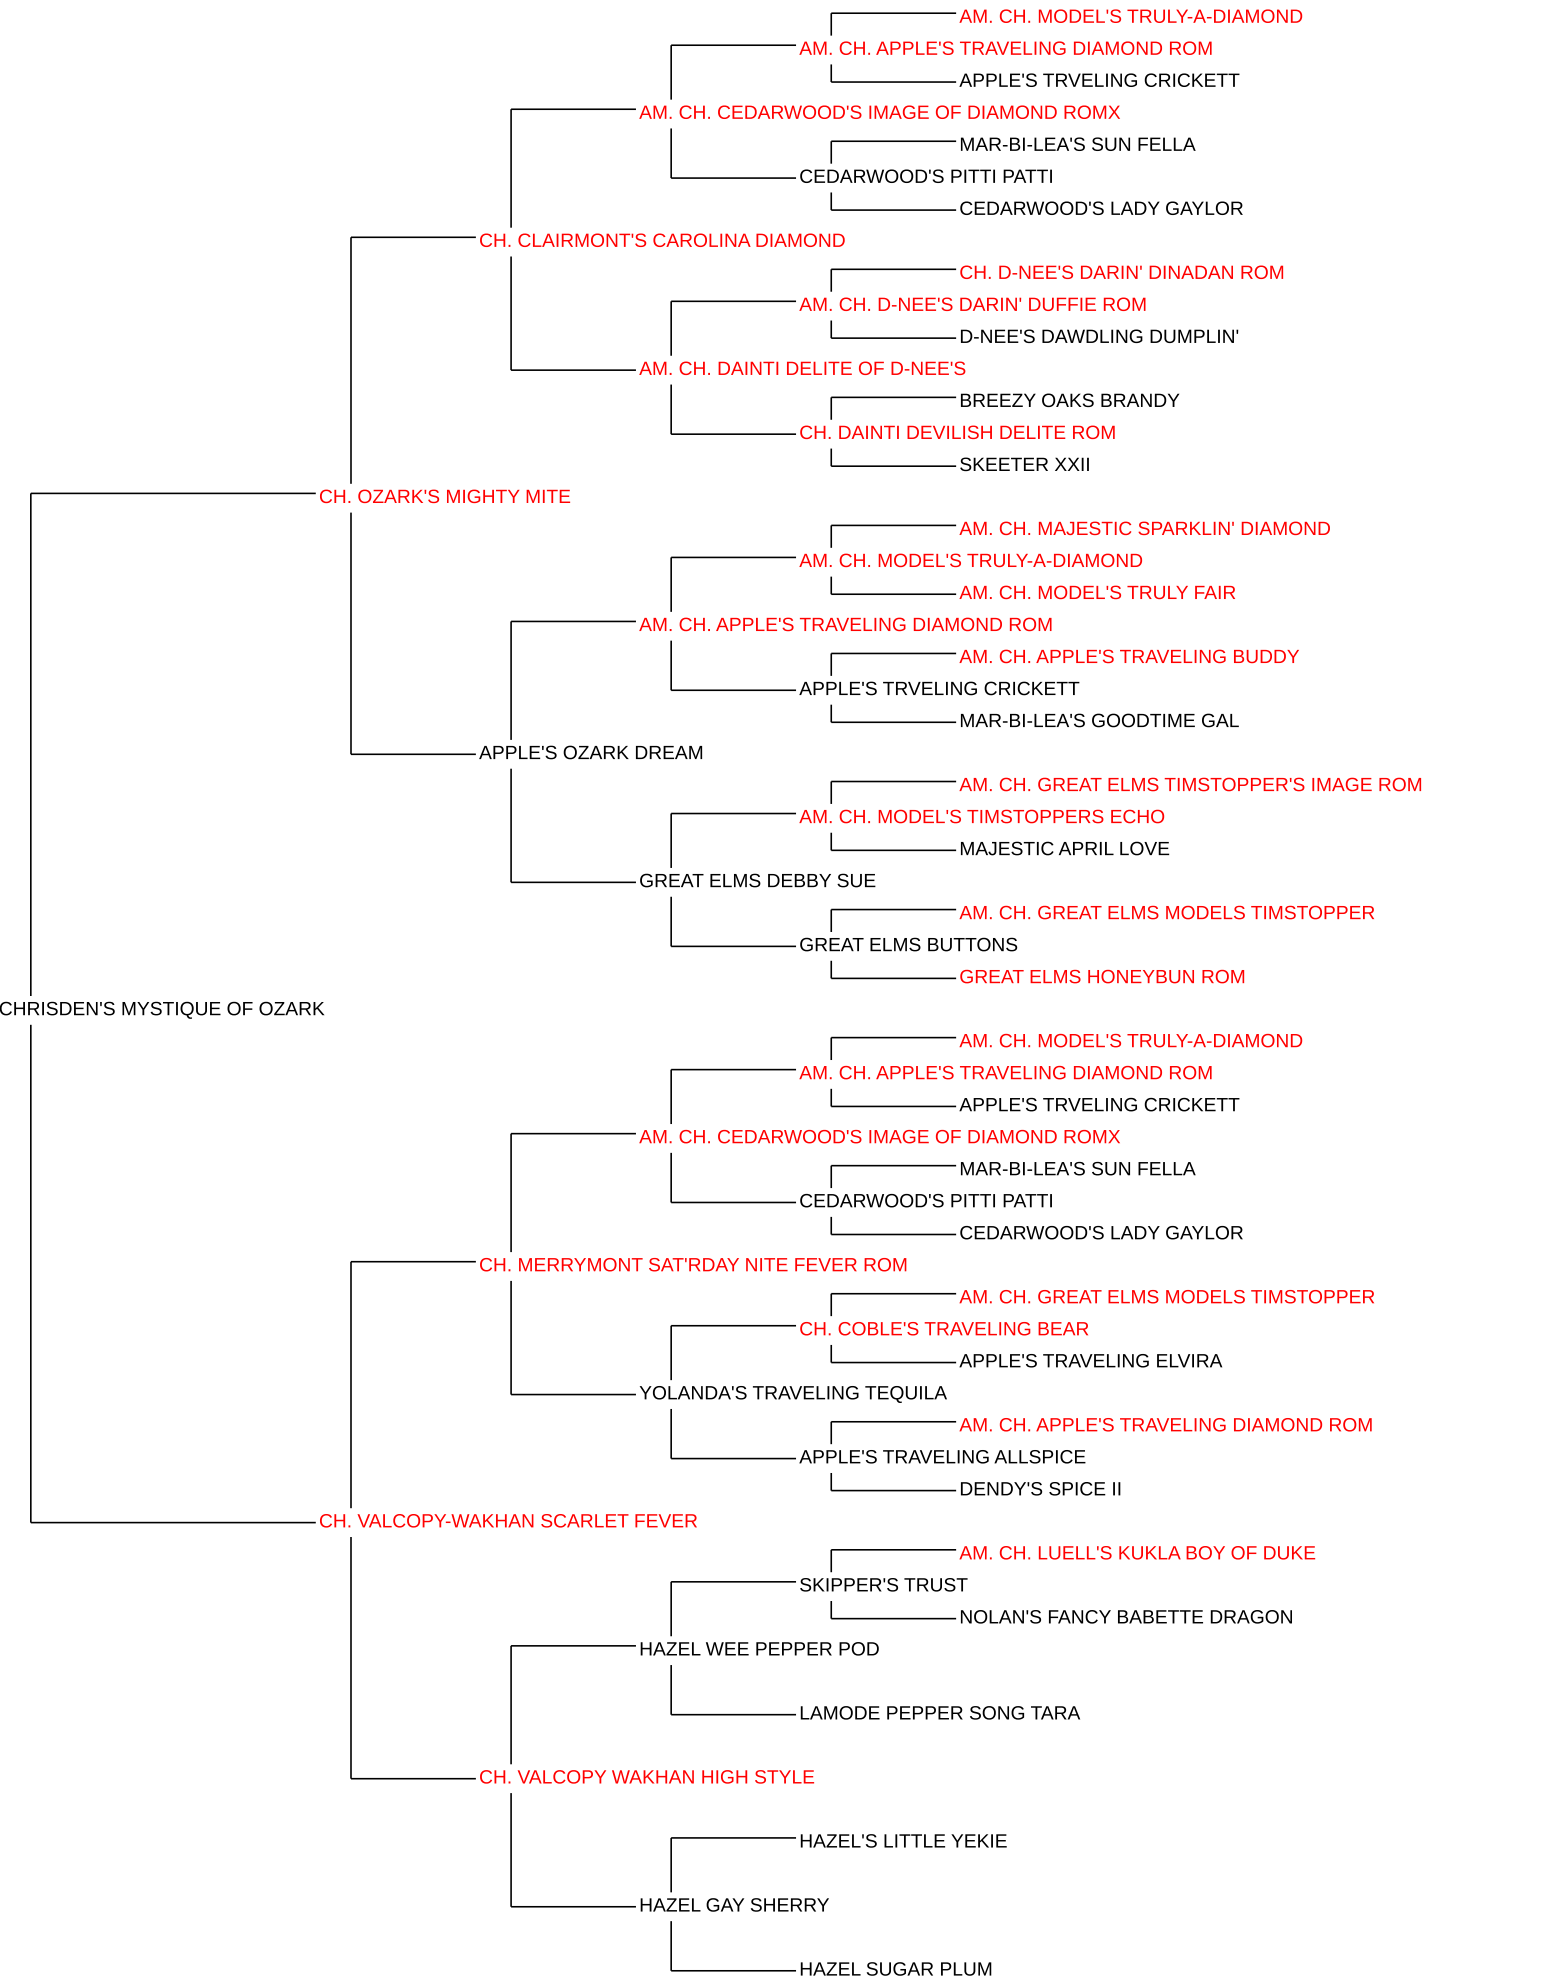 AM. CH. MODEL'S TRULY-A-DIAMOND
AM. CH. APPLE'S TRAVELING DIAMOND ROM
APPLE'S TRVELING CRICKETT
AM. CH. CEDARWOOD'S IMAGE OF DIAMOND ROMX
MAR-BI-LEA'S SUN FELLA
CEDARWOOD'S PITTI PATTI
CEDARWOOD'S LADY GAYLOR
CH. CLAIRMONT'S CAROLINA DIAMOND
CH. D-NEE'S DARIN' DINADAN ROM
AM. CH. D-NEE'S DARIN' DUFFIE ROM
D-NEE'S DAWDLING DUMPLIN'
AM. CH. DAINTI DELITE OF D-NEE'S
BREEZY OAKS BRANDY
CH. DAINTI DEVILISH DELITE ROM
SKEETER XXII
CH. OZARK'S MIGHTY MITE
AM. CH. MAJESTIC SPARKLIN' DIAMOND
AM. CH. MODEL'S TRULY-A-DIAMOND
AM. CH. MODEL'S TRULY FAIR
AM. CH. APPLE'S TRAVELING DIAMOND ROM
AM. CH. APPLE'S TRAVELING BUDDY
APPLE'S TRVELING CRICKETT
MAR-BI-LEA'S GOODTIME GAL
APPLE'S OZARK DREAM
AM. CH. GREAT ELMS TIMSTOPPER'S IMAGE ROM
AM. CH. MODEL'S TIMSTOPPERS ECHO
MAJESTIC APRIL LOVE
GREAT ELMS DEBBY SUE
AM. CH. GREAT ELMS MODELS TIMSTOPPER
GREAT ELMS BUTTONS
GREAT ELMS HONEYBUN ROM
CHRISDEN'S MYSTIQUE OF OZARK
AM. CH. MODEL'S TRULY-A-DIAMOND
AM. CH. APPLE'S TRAVELING DIAMOND ROM
APPLE'S TRVELING CRICKETT
AM. CH. CEDARWOOD'S IMAGE OF DIAMOND ROMX
MAR-BI-LEA'S SUN FELLA
CEDARWOOD'S PITTI PATTI
CEDARWOOD'S LADY GAYLOR
CH. MERRYMONT SAT'RDAY NITE FEVER ROM
AM. CH. GREAT ELMS MODELS TIMSTOPPER
CH. COBLE'S TRAVELING BEAR
APPLE'S TRAVELING ELVIRA
YOLANDA'S TRAVELING TEQUILA
AM. CH. APPLE'S TRAVELING DIAMOND ROM
APPLE'S TRAVELING ALLSPICE
DENDY'S SPICE II
CH. VALCOPY-WAKHAN SCARLET FEVER
AM. CH. LUELL'S KUKLA BOY OF DUKE
SKIPPER'S TRUST
NOLAN'S FANCY BABETTE DRAGON
HAZEL WEE PEPPER POD
LAMODE PEPPER SONG TARA
CH. VALCOPY WAKHAN HIGH STYLE
HAZEL'S LITTLE YEKIE
HAZEL GAY SHERRY
HAZEL SUGAR PLUM